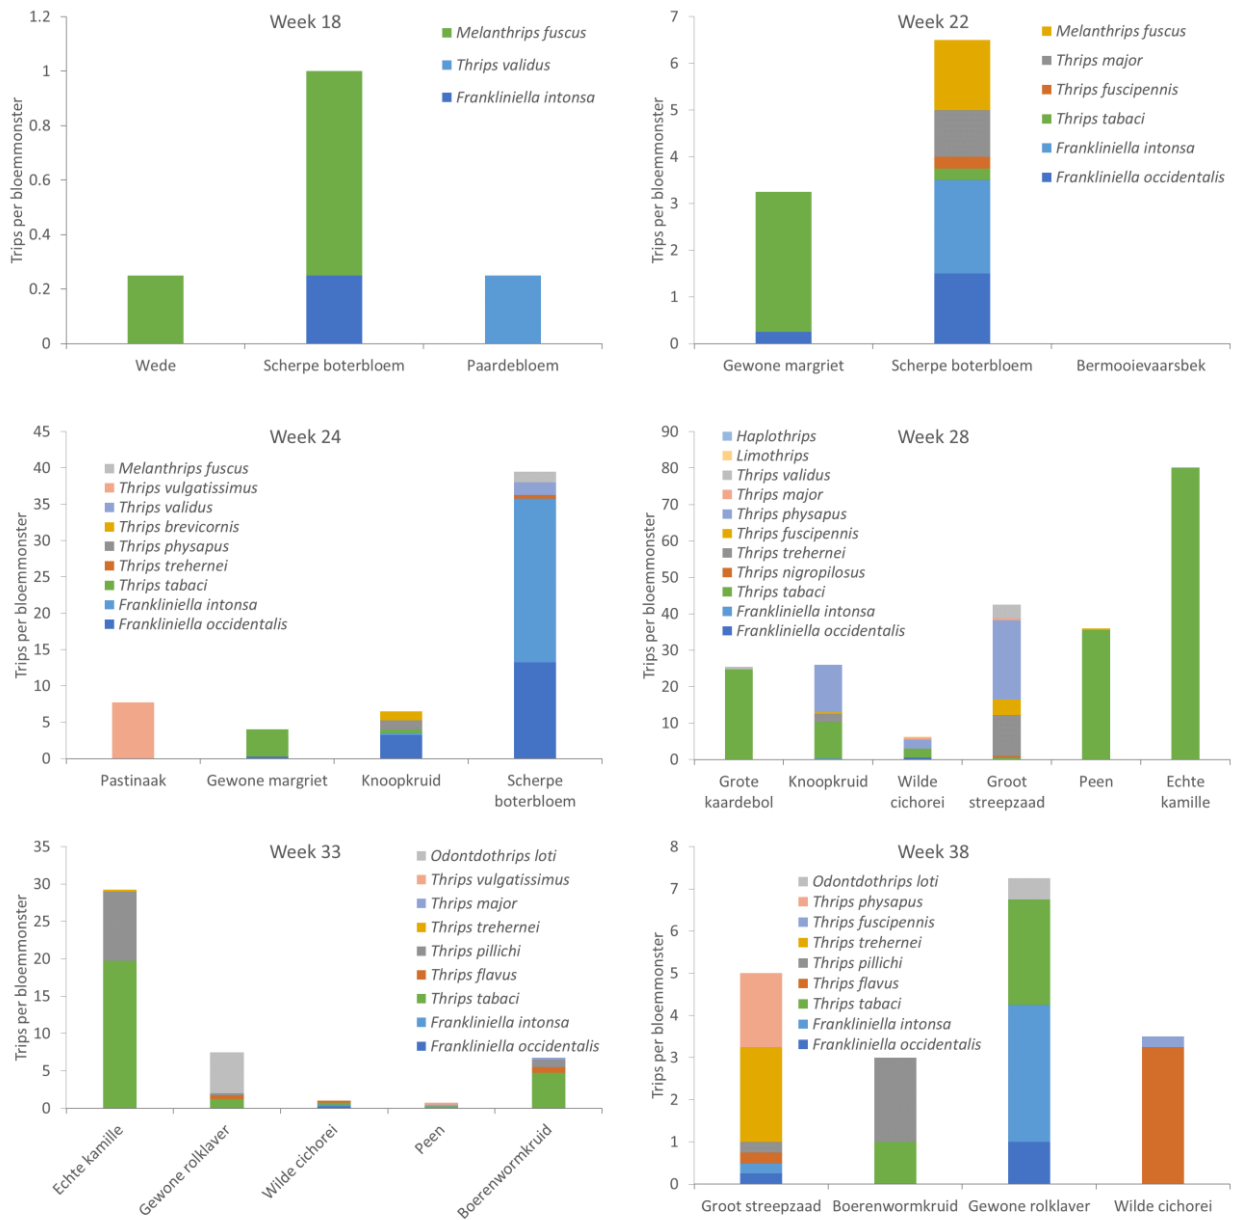 Week 18
Trips per bloemmonster
1.2
1
0.8
0.6
0.4
0.2
0
Melanthrips fuscus
Thrips validus
Frankliniella intonsa
Wede
Scherpe boterbloem
Paardebloem
Week 22
Trips per bloemmonster
7
6
5
4
3
2
1
0
Melanthrips fuscus
Thrips major
Thrips fuscipennis
Thrips tabaci
Frankliniella intonsa
Frankliniella occidentalis
Gewone margriet
Scherpe boterbloem
Bermooievaarsbek
Week 24
Trips per bloemmonster
45
40
35
30
25
20
15
10
5
0
Melanthrips fuscus
Thrips vulgatissimus
Thrips validus
Thrips brevicornis
Thrips physapus
Thrips trehernei
Thrips tabaci
Frankliniella intonsa
Frankliniella occidentalis
Pastinaak
Gewone margriet
Knoopkruid
Scherpe
boterbloem
Week 28
Trips per bloemmonster
90
80
70
60
50
40
30
20
10
0
Haplothrips
Limothrips
Thrips validus
Thrips major
Thrips physapus
Thrips fuscipennis
Thrips trehernei
Thrips nigropilosus
Thrips tabaci
Frankliniella intonsa
Frankliniella occidentalis
Grote
kaardebol
Knoopkruid
Wilde
cichorei
Groot
streepzaad
Peen
Echte
kamille
Week 33
Trips per bloemmonster
35
30
25
20
15
10
5
0
Odontdothrips loti
Thrips vulgatissimus
Thrips major
Thrips trehernei
Thrips pillichi
Thrips flavus
Thrips tabaci
Frankliniella intonsa
Frankliniella occidentalis
Echte kamille
Gewone rolklaver
Wilde cichorei
Peen
Boerenwormkruid
Week 38
Trips per bloemmonster
8
7
6
5
4
3
2
1
0
Odontdothrips loti
Thrips physapus
Thrips fuscipennis
Thrips trehernei
Thrips pillichi
Thrips flavus
Thrips tabaci
Frankliniella intonsa
Frankliniella occidentalis
Groot streepzaad
Boerenwormkruid
Gewone rolklaver
Wilde cichorei